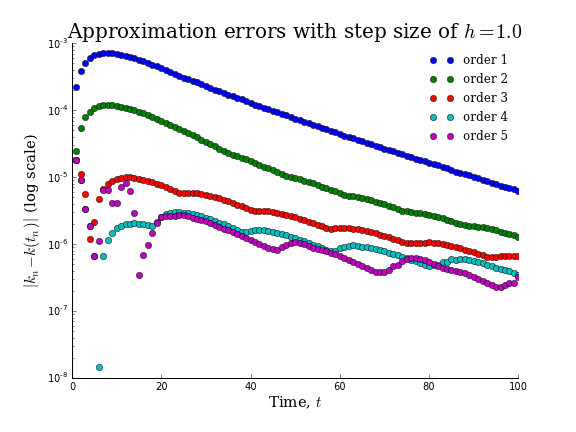 Approximation errors with step size of h=1.0
10^-3
10^-4
10^-5
10^-6
10^-7
10^-8
|k_n − k(t_n)| (log scale)
order 1
order 2
order 3
order 4
order 5
0 20 40 60 80 100
Time, t